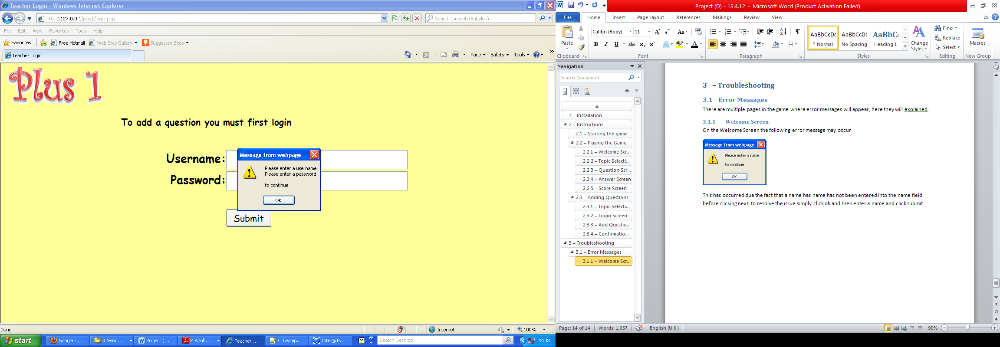 Teacher Login - Windows Internet Explorer
http://127.0.0.1/plus1/login.php
Search the web (Babylon)
File Edit View Favorites Tools Help
Favorites Free Hotmail Web Slice Gallery Suggested Sites
Teacher Login
Page Safety Tools
Plus 1
To add a question you must first login
Username:
Password:
Message from webpage
Please enter a username
Please enter a password
to continue
OK
Submit
Done
Internet
100%
start
Google - ...
4 Wind...
Project (...
2 Adob...
Teacher ...
C:\wamp...
Intel® P...
Search Desktop
22:03
Project (D) - 13.4.12 - Microsoft Word (Product Activation Failed)
File Home Insert Page Layout References Mailings Review View
Calibri (Body) 11
Paste
Clipboard
Font
Paragraph
AaBbCcDc AaBbCcDc AaBbC
¶ Normal No Spacing Heading 1
Change Styles
Styles
Find
Replace
Select
Editing
Macros
New Group
Navigation
Search Document
1 – Installation
2 – Instructions
2.1 – Starting the game
2.2 – Playing the Game
2.2.1 – Welcome Scr...
2.2.2 – Topic Selecti...
2.2.3 – Question Scr...
2.2.4 – Answer Screen
2.2.5 – Score Screen
2.3 – Adding Questions
2.3.1 – Topic Selecti...
2.3.2 – Login Screen
2.3.3 – Add Questio...
2.3.4 – Confirmatio...
3 – Troubleshooting
3.1 – Error Messages
3.1.1 – Welcome Scr...
3 – Troubleshooting
3.1 – Error Messages
There are multiple pages in the game where error messages will appear, here they will explained.
3.1.1 – Welcome Screen
On the Welcome Screen the following error message may occur
Message from webpage
Please enter a name
to continue
OK
This has occurred due the fact that a name has name has not been entered into the name field
before clicking next, to resolve the issue simply click ok and then enter a name and click submit.
Page: 14 of 14 Words: 1,057 English (U.K.)
90%